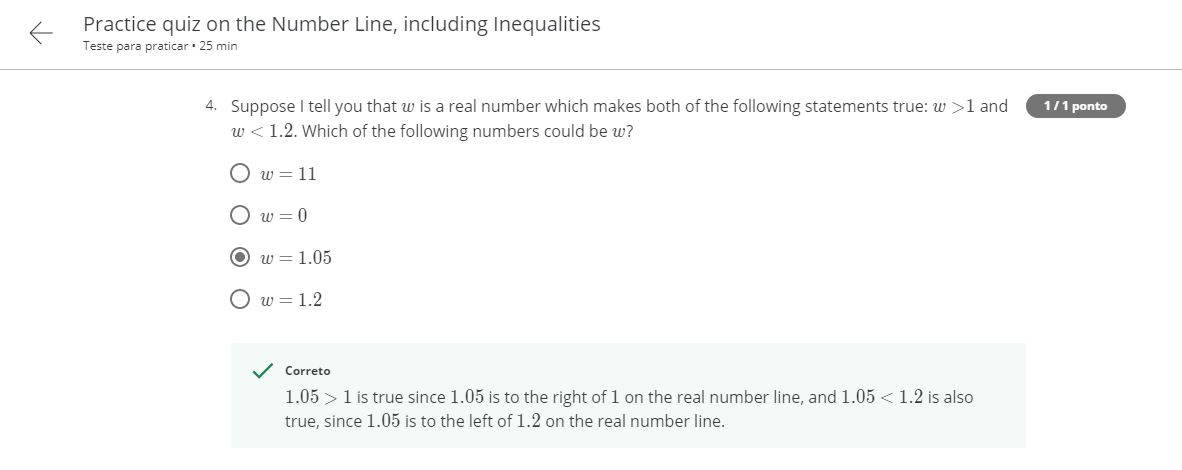 Practice quiz on the Number Line, including Inequalities
Teste para praticar • 25 min
4. Suppose I tell you that w is a real number which makes both of the following statements true: w >1 and
w < 1.2. Which of the following numbers could be w?
1 / 1 ponto
w = 11
w = 0
w = 1.05
w = 1.2
Correto
1.05 > 1 is true since 1.05 is to the right of 1 on the real number line, and 1.05 < 1.2 is also
true, since 1.05 is to the left of 1.2 on the real number line.